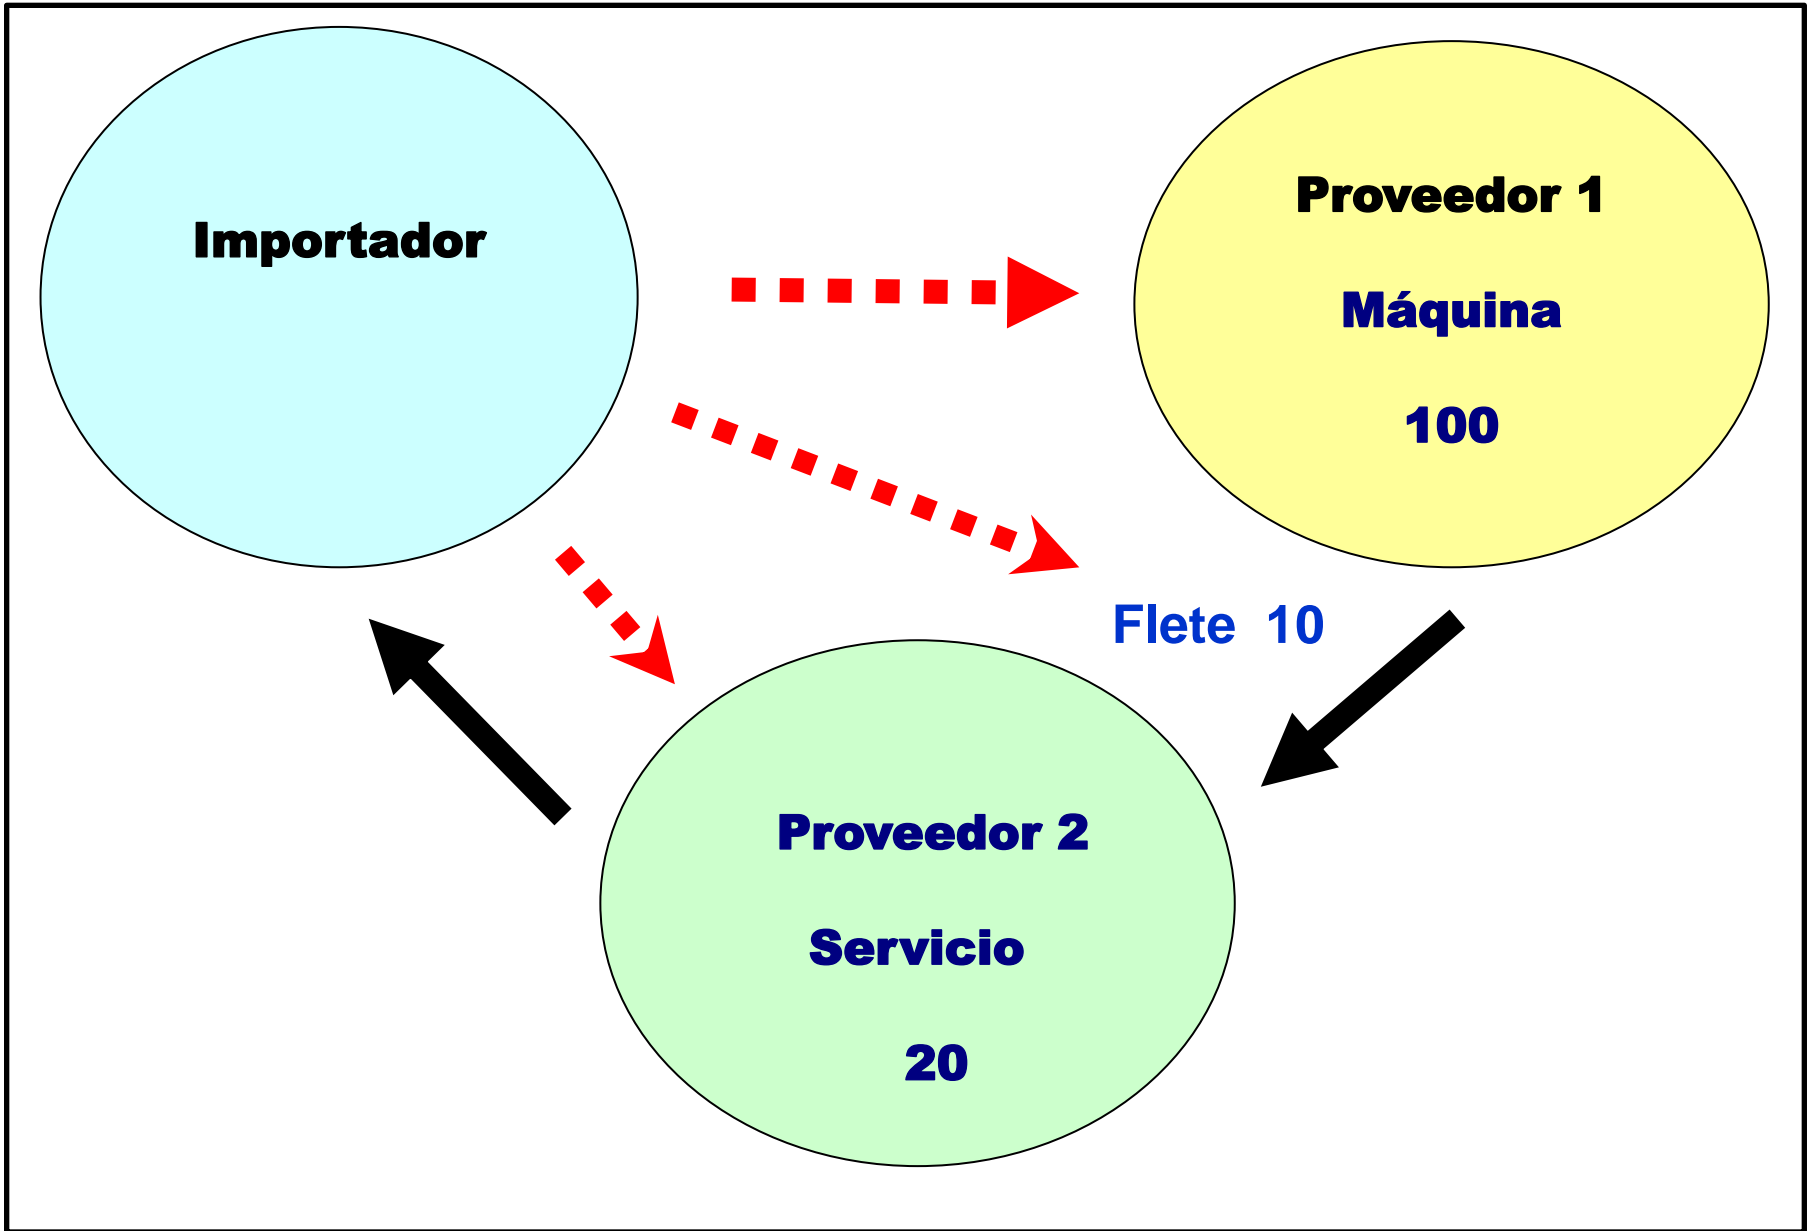 Importador
Proveedor 1
Máquina
100
Flete 10
Proveedor 2
Servicio
20